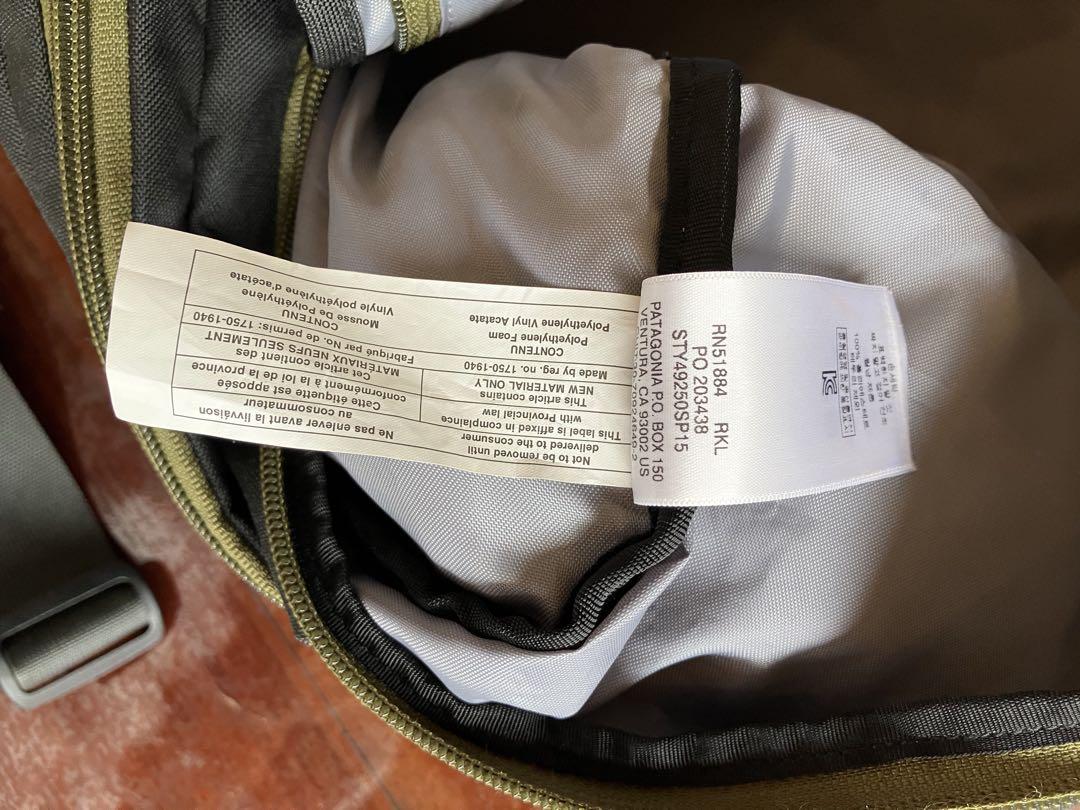 RN51884 RKL
PO 203438
STY49250SP15
PATAGONIA PO. BOX 150
VENTURA, CA 93002 US
Not to be removed until
delivered to the consumer
This label is affixed in compliance
with Provincial law
This article contains
NEW MATERIAL ONLY
Made by reg. no. 1750-1940
CONTENU
Polyethylene Foam
Polyethylene Vinyl Acatate
Ne pas enlever avant la livraison
au consommateur
Cette étiquette est apposée
conformément à la loi de la province
Cet article contient des
MATÉRIAUX NEUFS SEULEMENT
Fabriqué par No. de permis: 1750-1940
CONTENU
Mousse De Polyéthylène
Vinyle polyéthylène d'acétate